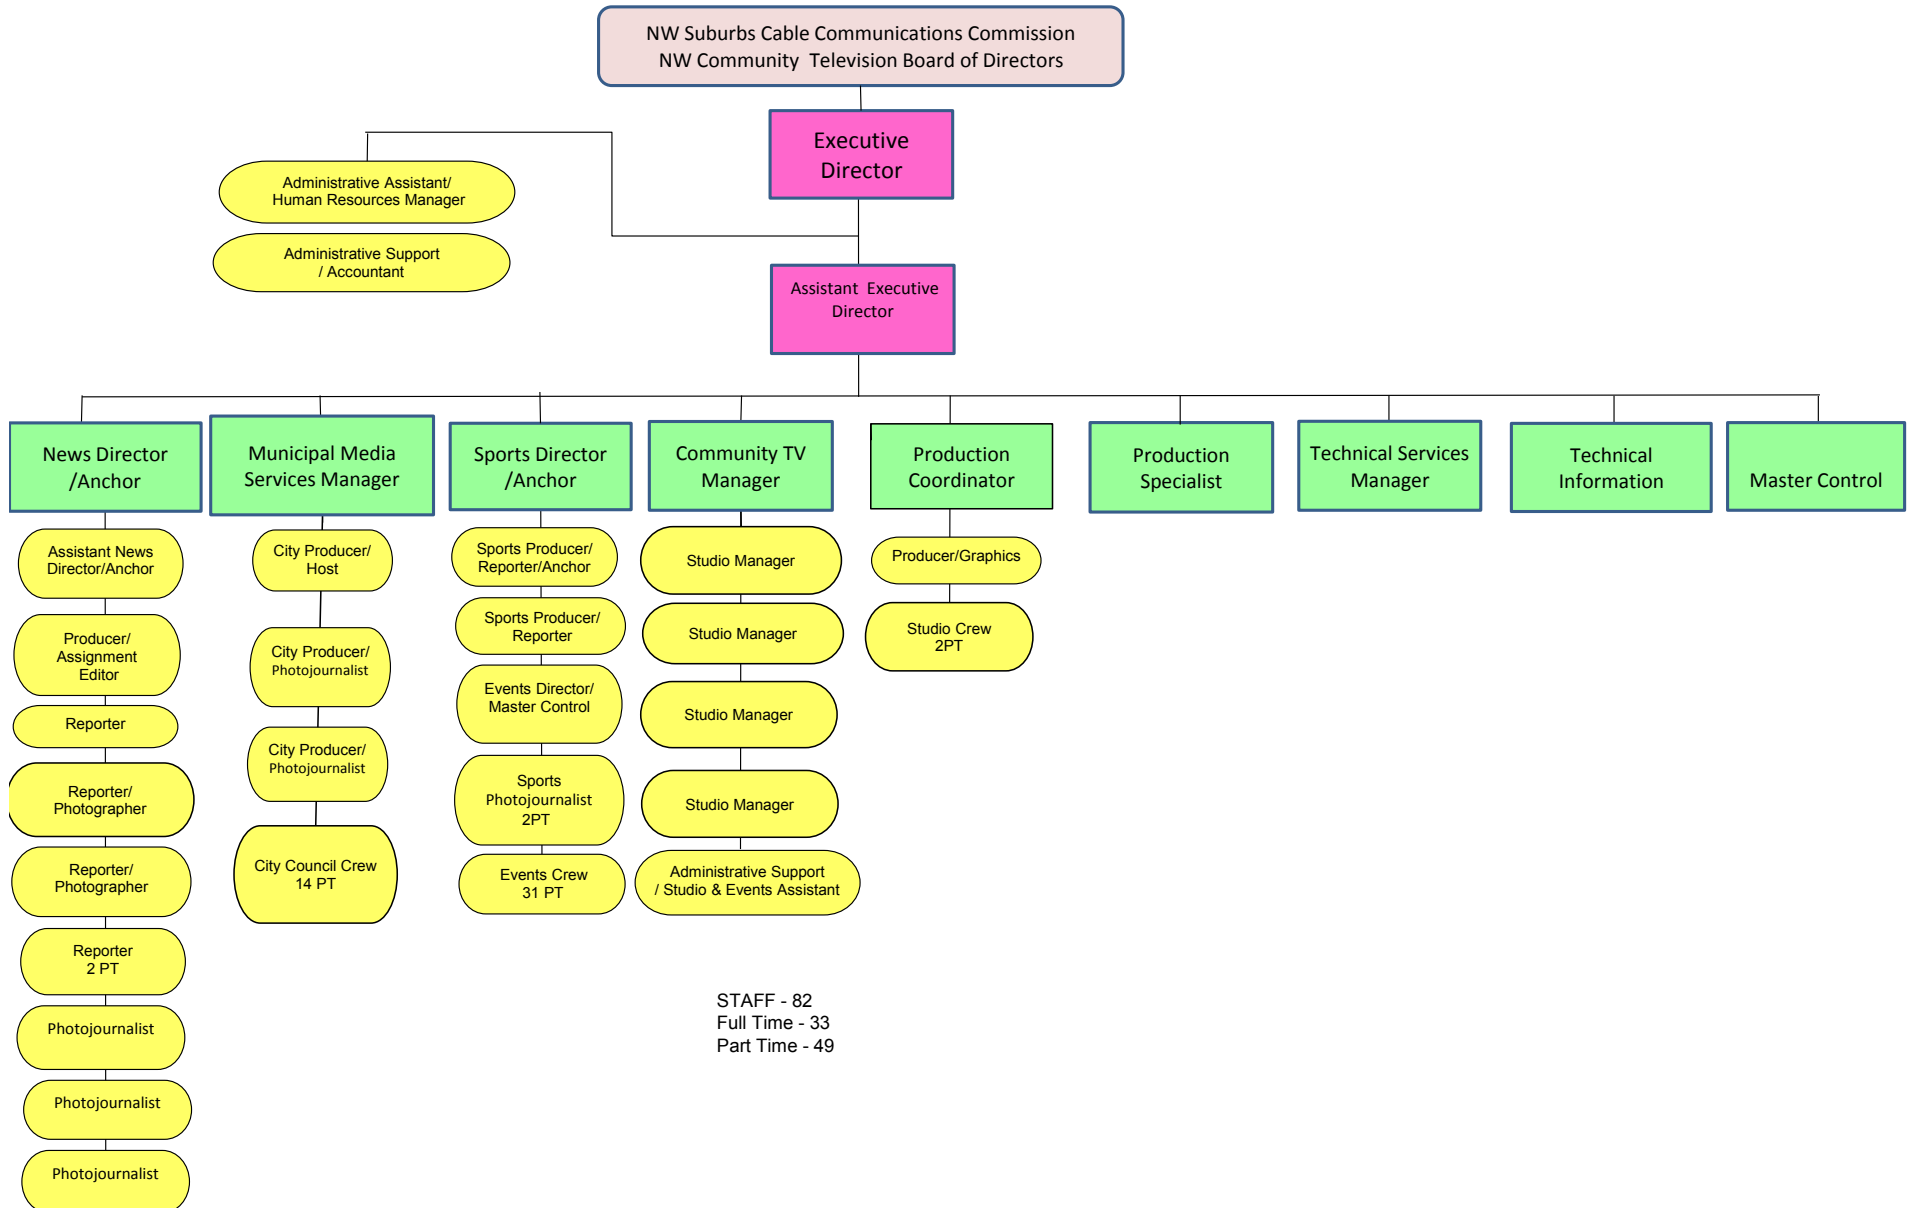 NW Suburbs Cable Communications Commission
NW Community Television Board of Directors
Executive
Director
Administrative Assistant/
Human Resources Manager
Administrative Support
/ Accountant
Assistant Executive
Director
News Director
/Anchor
Municipal Media
Services Manager
Sports Director
/Anchor
Community TV
Manager
Production
Coordinator
Production
Specialist
Technical Services
Manager
Technical
Information
Master Control
Assistant News
Director/Anchor
Producer/
Assignment
Editor
Reporter
Reporter/
Photographer
Reporter/
Photographer
Reporter
2 PT
Photojournalist
Photojournalist
Photojournalist
City Producer/
Host
City Producer/
Photojournalist
City Producer/
Photojournalist
City Council Crew
14 PT
Sports Producer/
Reporter/Anchor
Sports Producer/
Reporter
Events Director/
Master Control
Sports
Photojournalist
2PT
Events Crew
31 PT
Studio Manager
Studio Manager
Studio Manager
Studio Manager
Administrative Support
/ Studio & Events Assistant
Producer/Graphics
Studio Crew
2PT
STAFF - 82
Full Time - 33
Part Time - 49